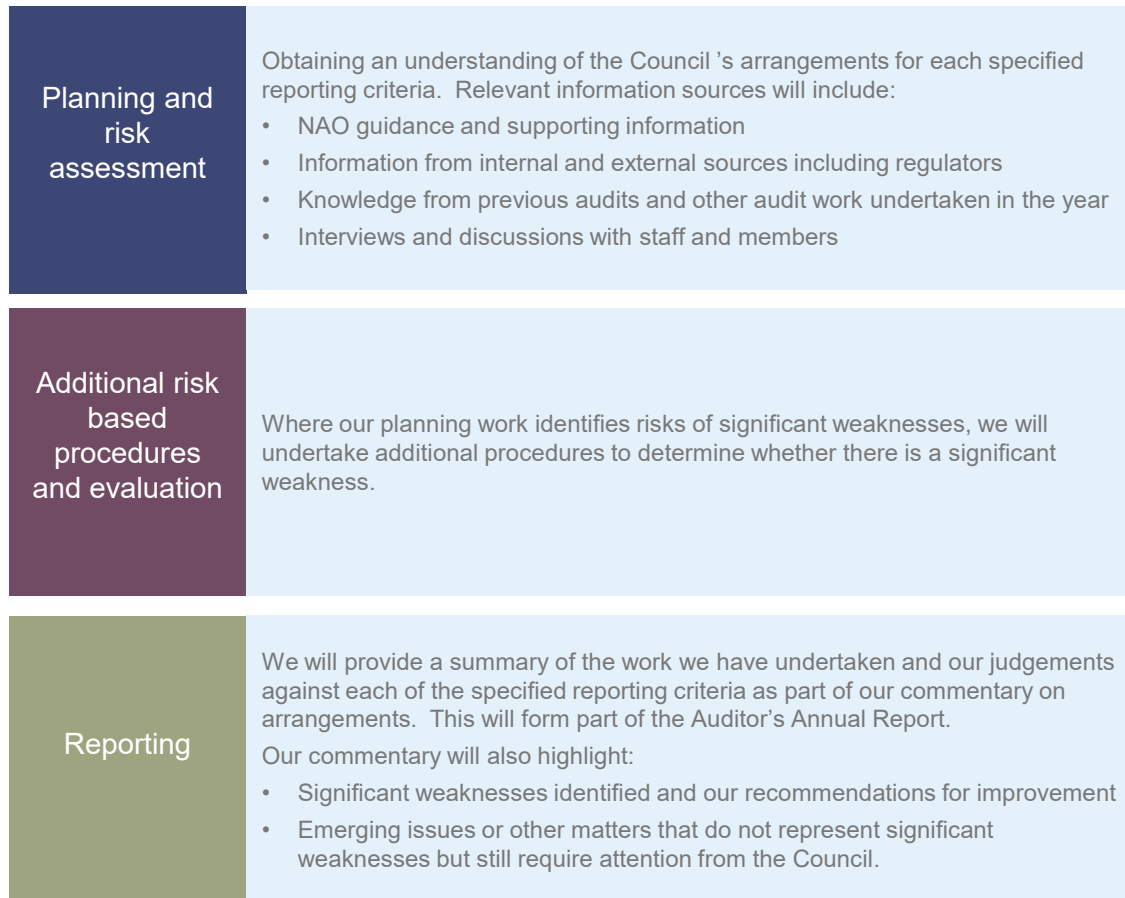 Planning and
risk
assessment
Obtaining an understanding of the Council 's arrangements for each specified
reporting criteria.  Relevant information sources will include:
• NAO guidance and supporting information
• Information from internal and external sources including regulators
• Knowledge from previous audits and other audit work undertaken in the year
• Interviews and discussions with staff and members
Additional risk
based
procedures
and evaluation
Where our planning work identifies risks of significant weaknesses, we will
undertake additional procedures to determine whether there is a significant
weakness.
Reporting
We will provide a summary of the work we have undertaken and our judgements
against each of the specified reporting criteria as part of our commentary on
arrangements.  This will form part of the Auditor's Annual Report.
Our commentary will also highlight:
• Significant weaknesses identified and our recommendations for improvement
• Emerging issues or other matters that do not represent significant
weaknesses but still require attention from the Council.